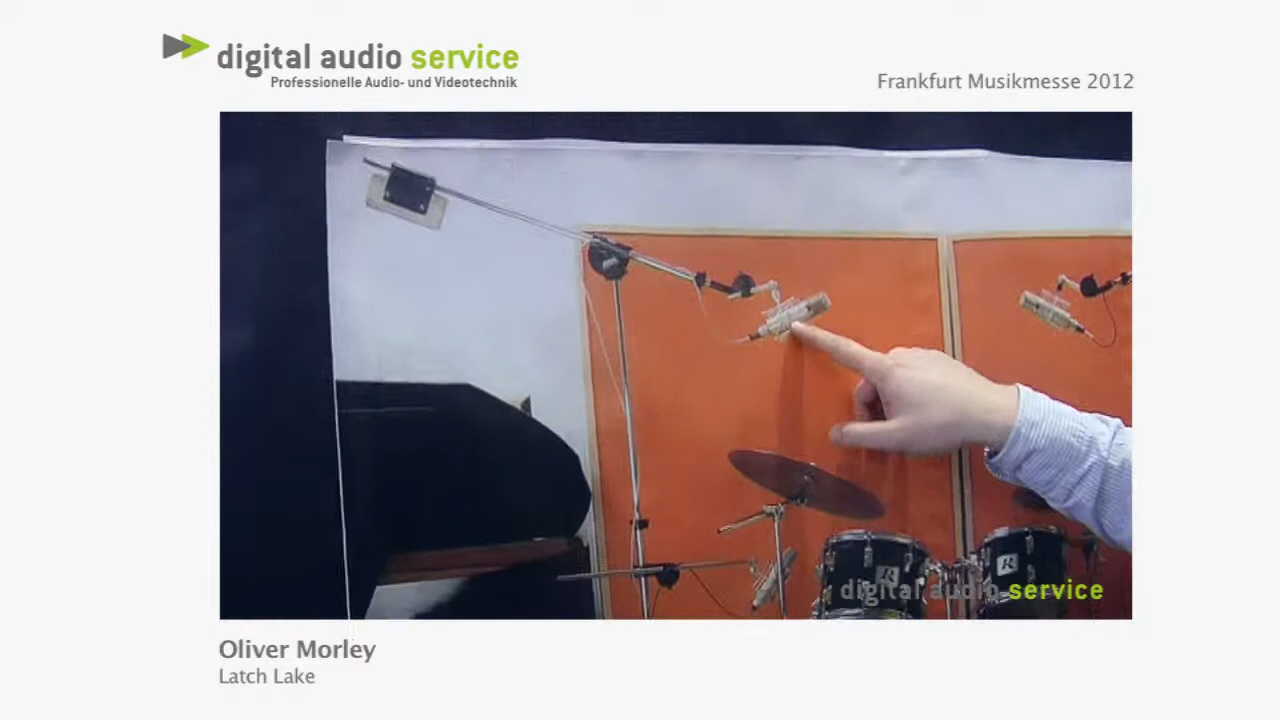 digital audio service
Professionelle Audio- und Videotechnik
Frankfurt Musikmesse 2012
R
R
digital audio service
Oliver Morley
Latch Lake